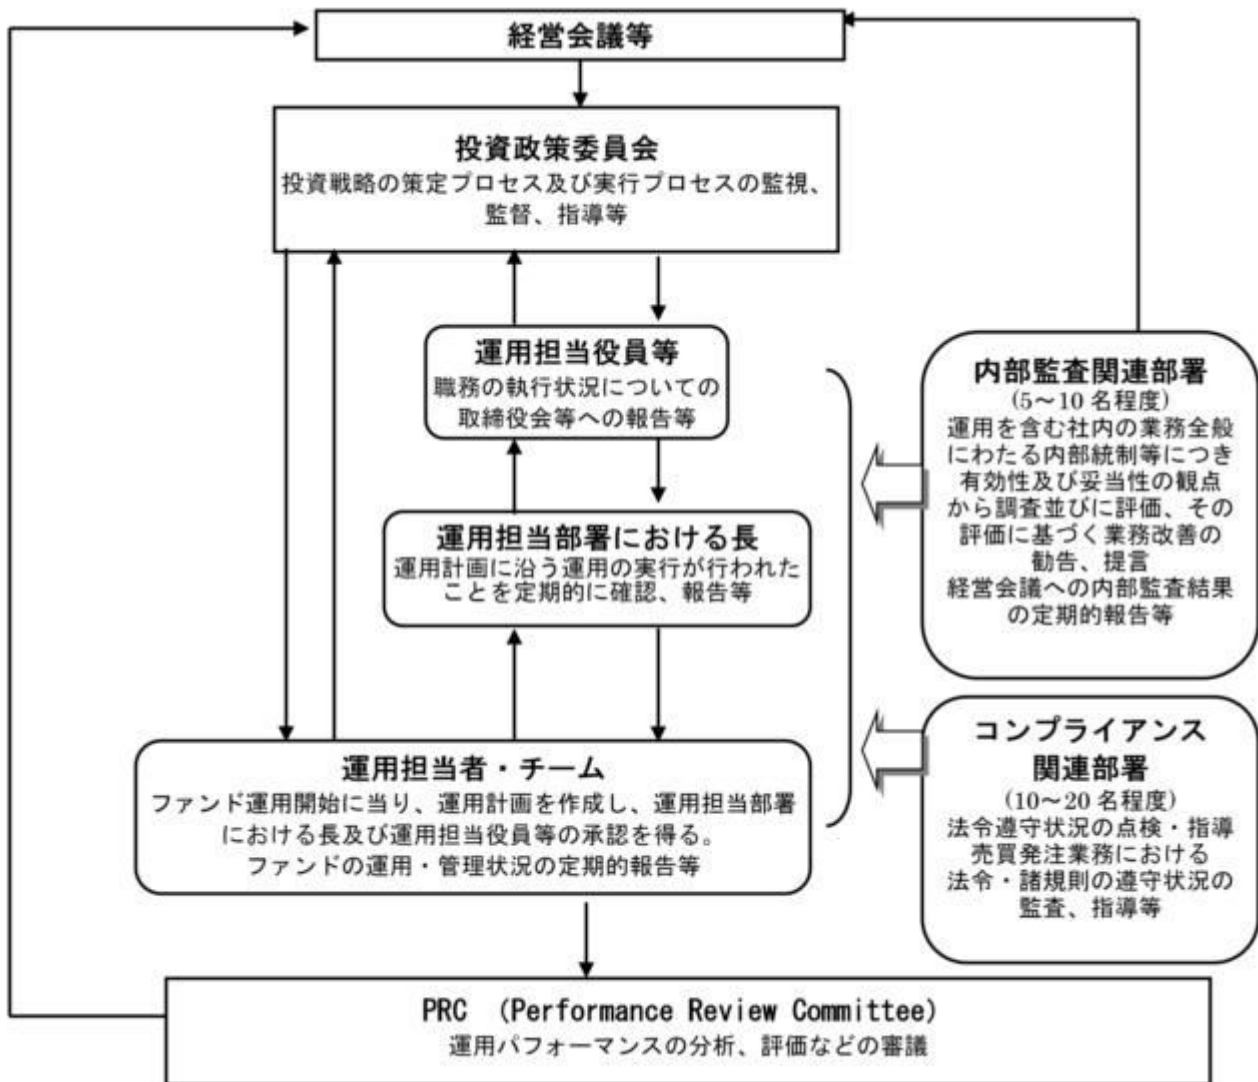 経営会議等
投資政策委員会
投資戦略の策定プロセス及び実行プロセスの監視、
監督、指導等
運用担当役員等
職務の執行状況についての
取締役会等への報告等
運用担当部署における長
運用計画に沿う運用の実行が行われた
ことを定期的に確認、報告等
運用担当者・チーム
ファンド運用開始に当り、運用計画を作成し、運用担当部署
における長及び運用担当役員等の承認を得る。
ファンドの運用・管理状況の定期的報告等
内部監査関連部署
(5～10 名程度)
運用を含む社内の業務全般
にわたる内部統制等につき
有効性及び妥当性の観点
から調査並びに評価、その
評価に基づく業務改善の
勧告、提言
経営会議への内部監査結果
の定期的報告等
コンプライアンス
関連部署
(10～20 名程度)
法令遵守状況の点検・指導
売買発注業務における
法令・諸規則の遵守状況の
監査、指導等
PRC (Performance Review Committee)
運用パフォーマンスの分析、評価などの審議